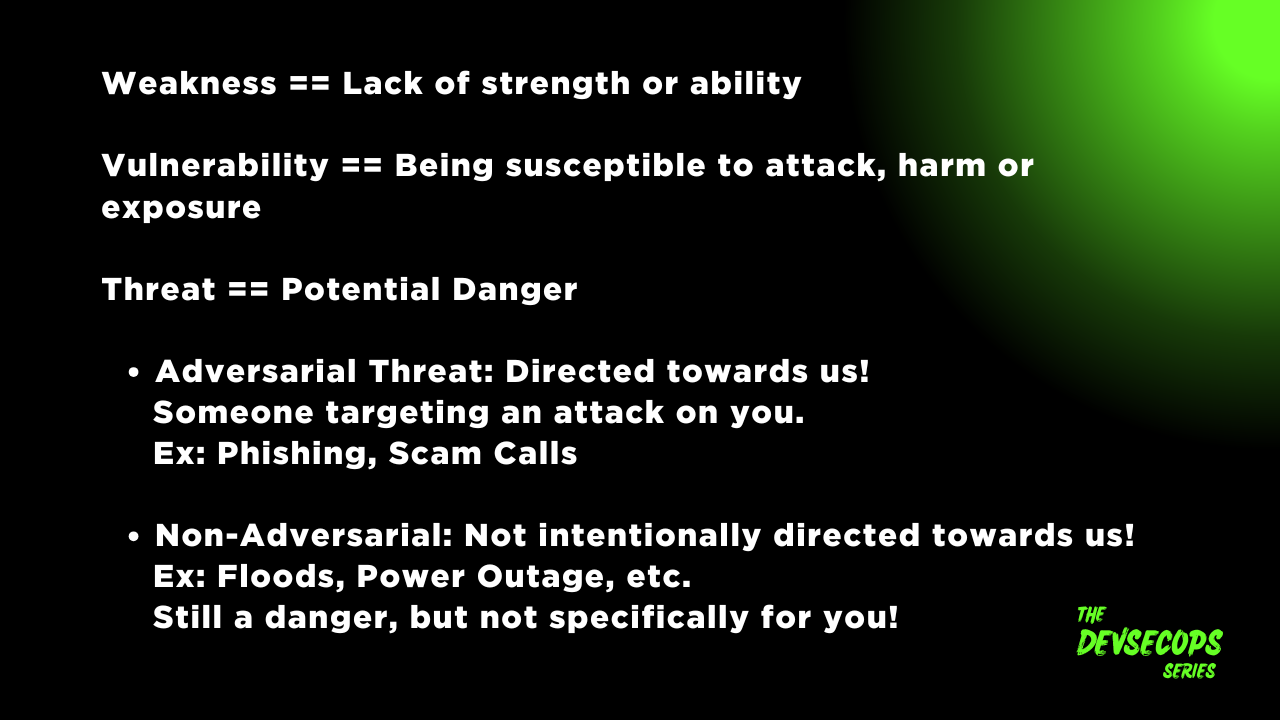 Weakness == Lack of strength or ability
Vulnerability == Being susceptible to attack, harm or
exposure
Threat == Potential Danger
• Adversarial Threat: Directed towards us!
Someone targeting an attack on you.
Ex: Phishing, Scam Calls
• Non-Adversarial: Not intentionally directed towards us!
Ex: Floods, Power Outage, etc.
Still a danger, but not specifically for you!
THE
DEVSECOPS
SERIES